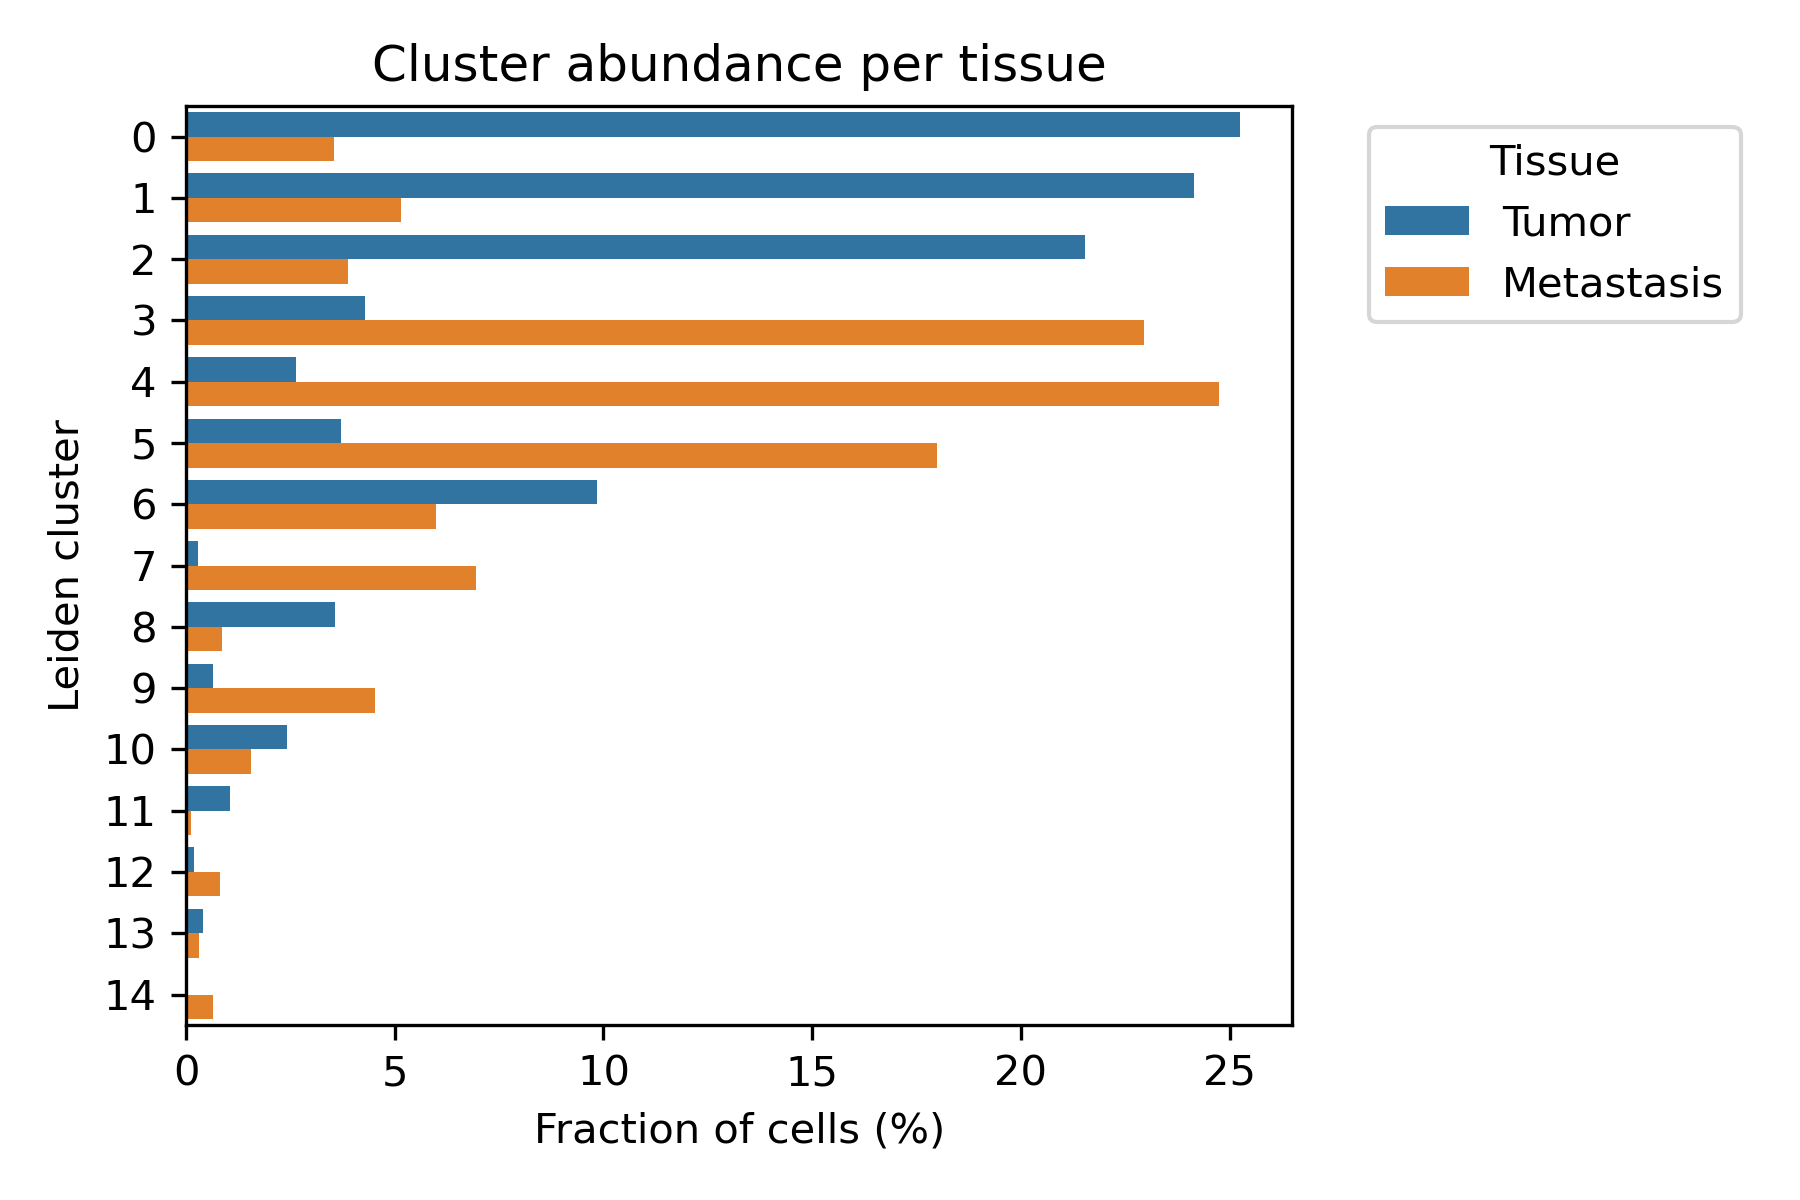 Cluster abundance per tissue
Tissue
Tumor
Metastasis
Leiden cluster
0
1
2
3
4
5
6
7
8
9
10
11
12
13
14
0 5 10 15 20 25
Fraction of cells (%)